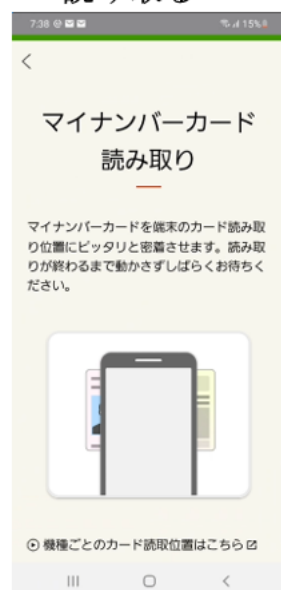 7:38
15%
マイナンバーカード
読み取り
マイナンバーカードを端末のカード読み取
り位置にピッタリと密着させます。読み取
りが終わるまで動かさずしばらくお待ちく
ださい。
機種ごとのカード読取位置はこちら